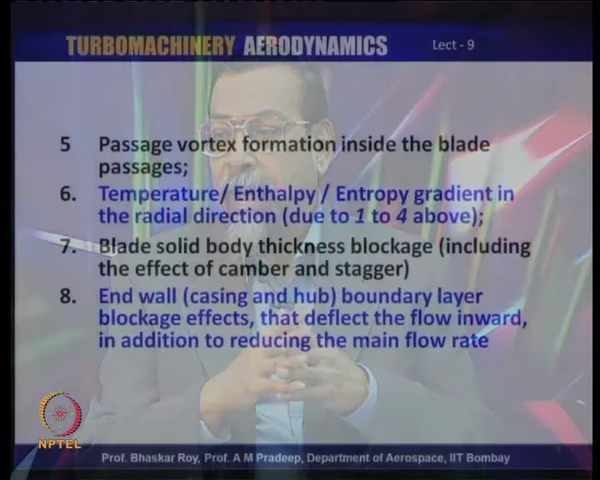 TURBOMACHINERY AERODYNAMICS
Lect - 9
5 Passage vortex formation inside the blade
passages;
6. Temperature/ Enthalpy / Entropy gradient in
the radial direction (due to 1 to 4 above);
7. Blade solid body thickness blockage (including
the effect of camber and stagger)
8. End wall (casing and hub) boundary layer
blockage effects, that deflect the flow inward,
in addition to reducing the main flow rate
NPTEL
Prof. Bhaskar Roy, Prof. A M Pradeep, Department of Aerospace, IIT Bombay